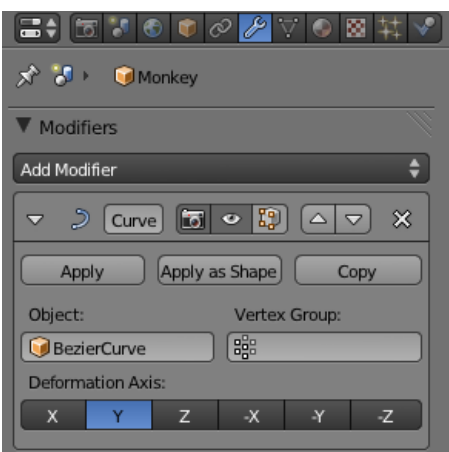 Monkey
Modifiers
Add Modifier
Curve
Apply Apply as Shape Copy
Object: Vertex Group:
BezierCurve
Deformation Axis:
X Y Z -X -Y -Z